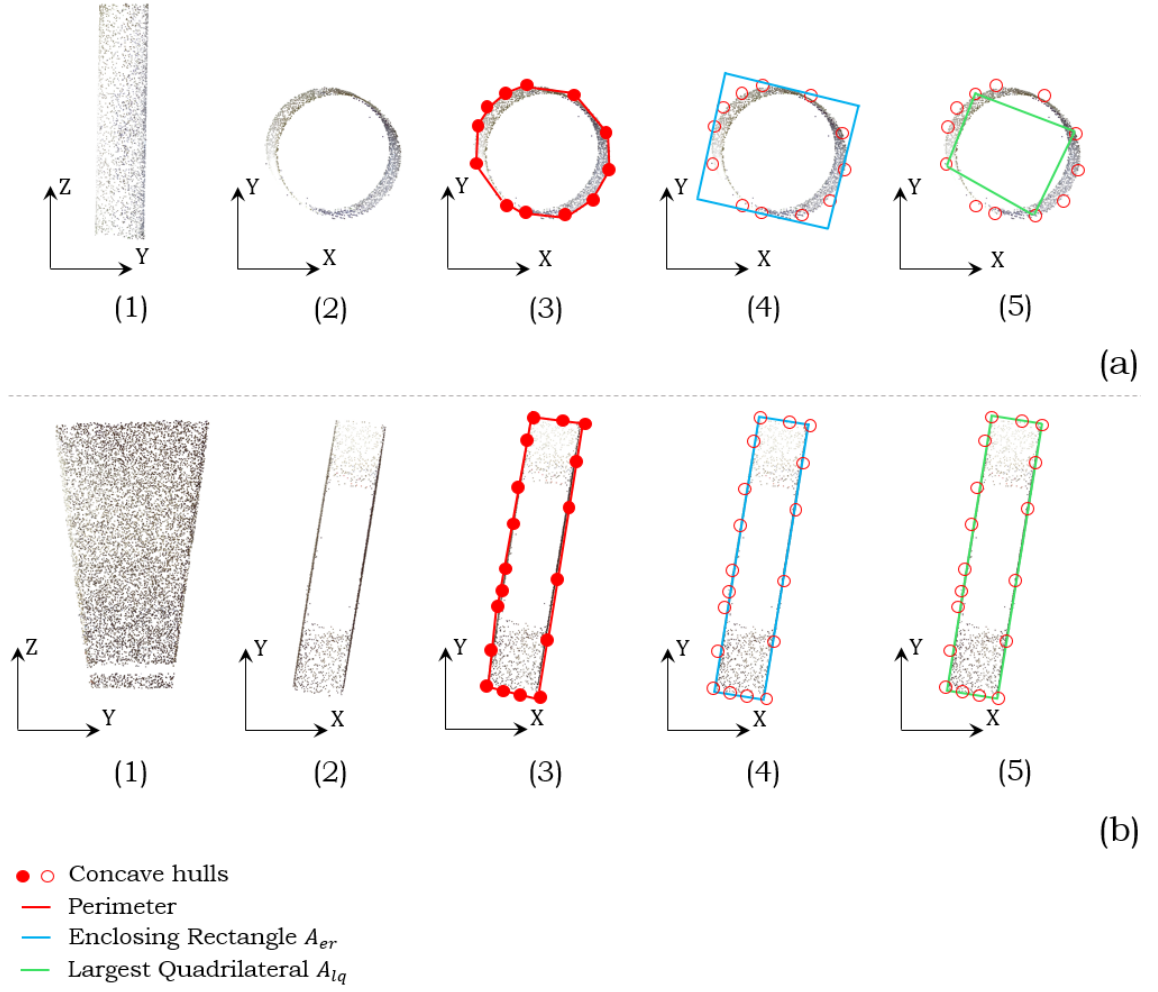 Z
Y
(1)
Y
X
(2)
Y
X
(3)
Y
X
(4)
Y
X
(5)
(a)
Z
Y
(1)
Y
X
(2)
Y
X
(3)
Y
X
(4)
Y
X
(5)
(b)
Concave hulls
Perimeter
Enclosing Rectangle A_er
Largest Quadrilateral A_lq